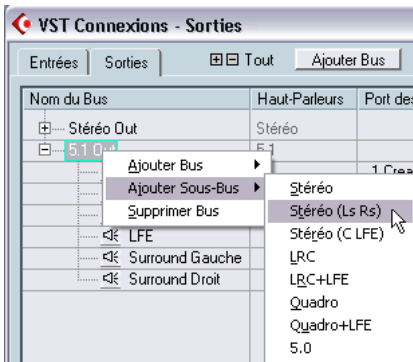 VST Connexions - Sorties
Entrées Sorties Tout Ajouter Bus
Nom du Bus Haut-Parleurs Port des
Stéréo Out Stéréo
5.1 Out 5.1
Ajouter Bus
1 Crea
Ajouter Sous-Bus Stéréo
Supprimer Bus Stéréo (Ls Rs)
LFE Stéréo (C LFE)
Surround Gauche LRC
Surround Droit LRC+LFE
Quadro
Quadro+LFE
5.0